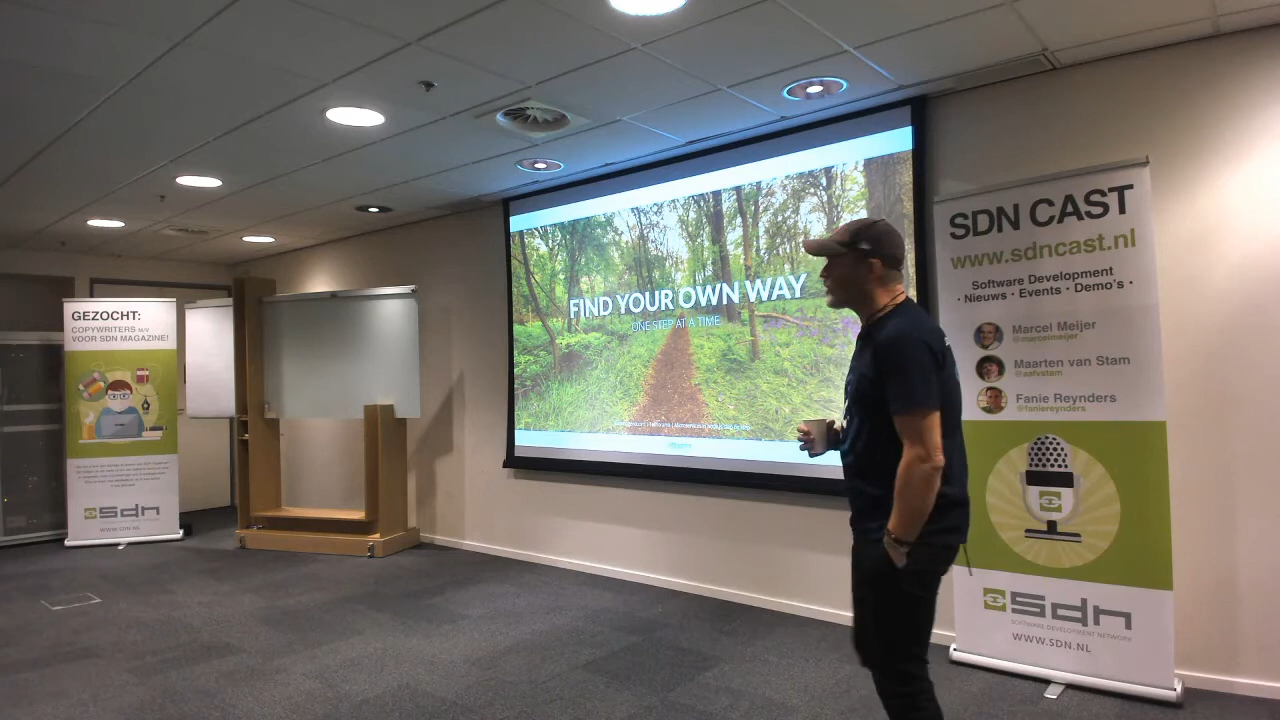 GEZOCHT:
COPYWRITERS M/V
VOOR SDN MAGAZINE!
sdn
WWW.SDN.NL
FIND YOUR OWN WAY
ONE STEP AT A TIME
SDN CAST
www.sdncast.nl
Software Development
· Nieuws · Events · Demo's ·
Marcel Meijer
@marcelmeijer
Maarten van Stam
@aafvstam
Fanie Reynders
@faniereynders
sdn
SOFTWARE DEVELOPMENT NETWORK
WWW.SDN.NL